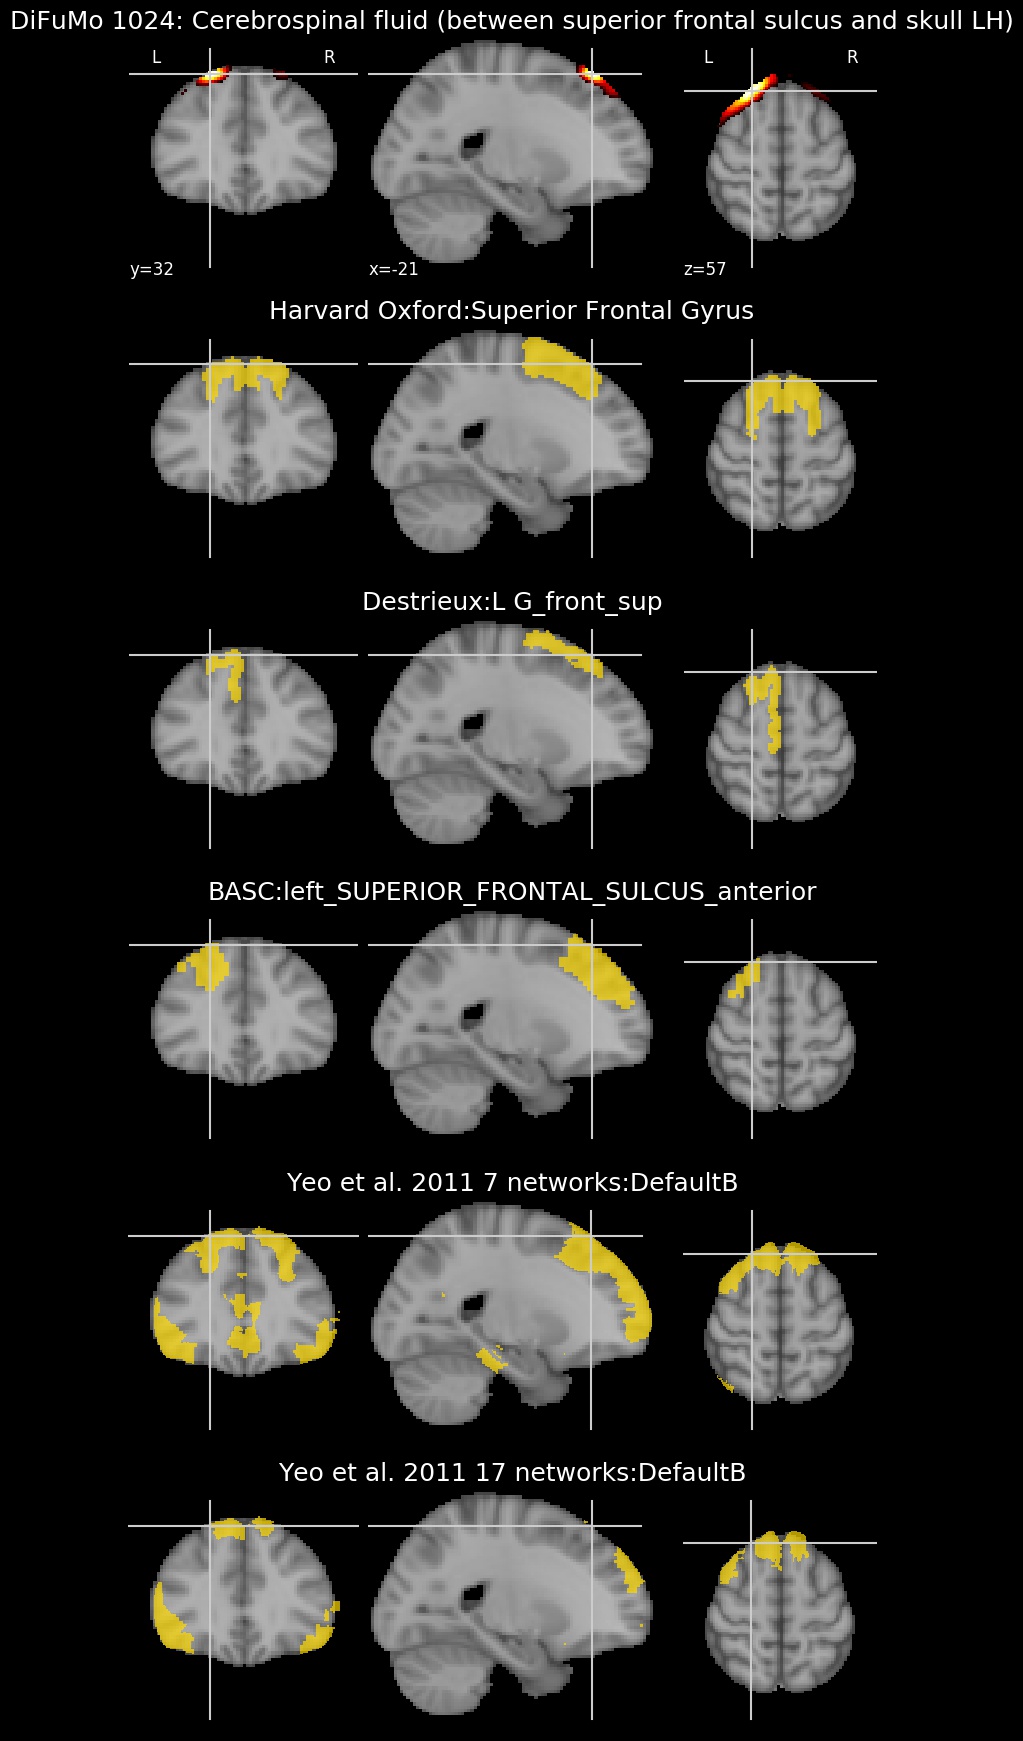 DiFuMo 1024: Cerebrospinal fluid (between superior frontal sulcus and skull LH)
L R L R
y=32 x=-21 z=57
Harvard Oxford:Superior Frontal Gyrus
Destrieux:L G_front_sup
BASC:left_SUPERIOR_FRONTAL_SULCUS_anterior
Yeo et al. 2011 7 networks:DefaultB
Yeo et al. 2011 17 networks:DefaultB